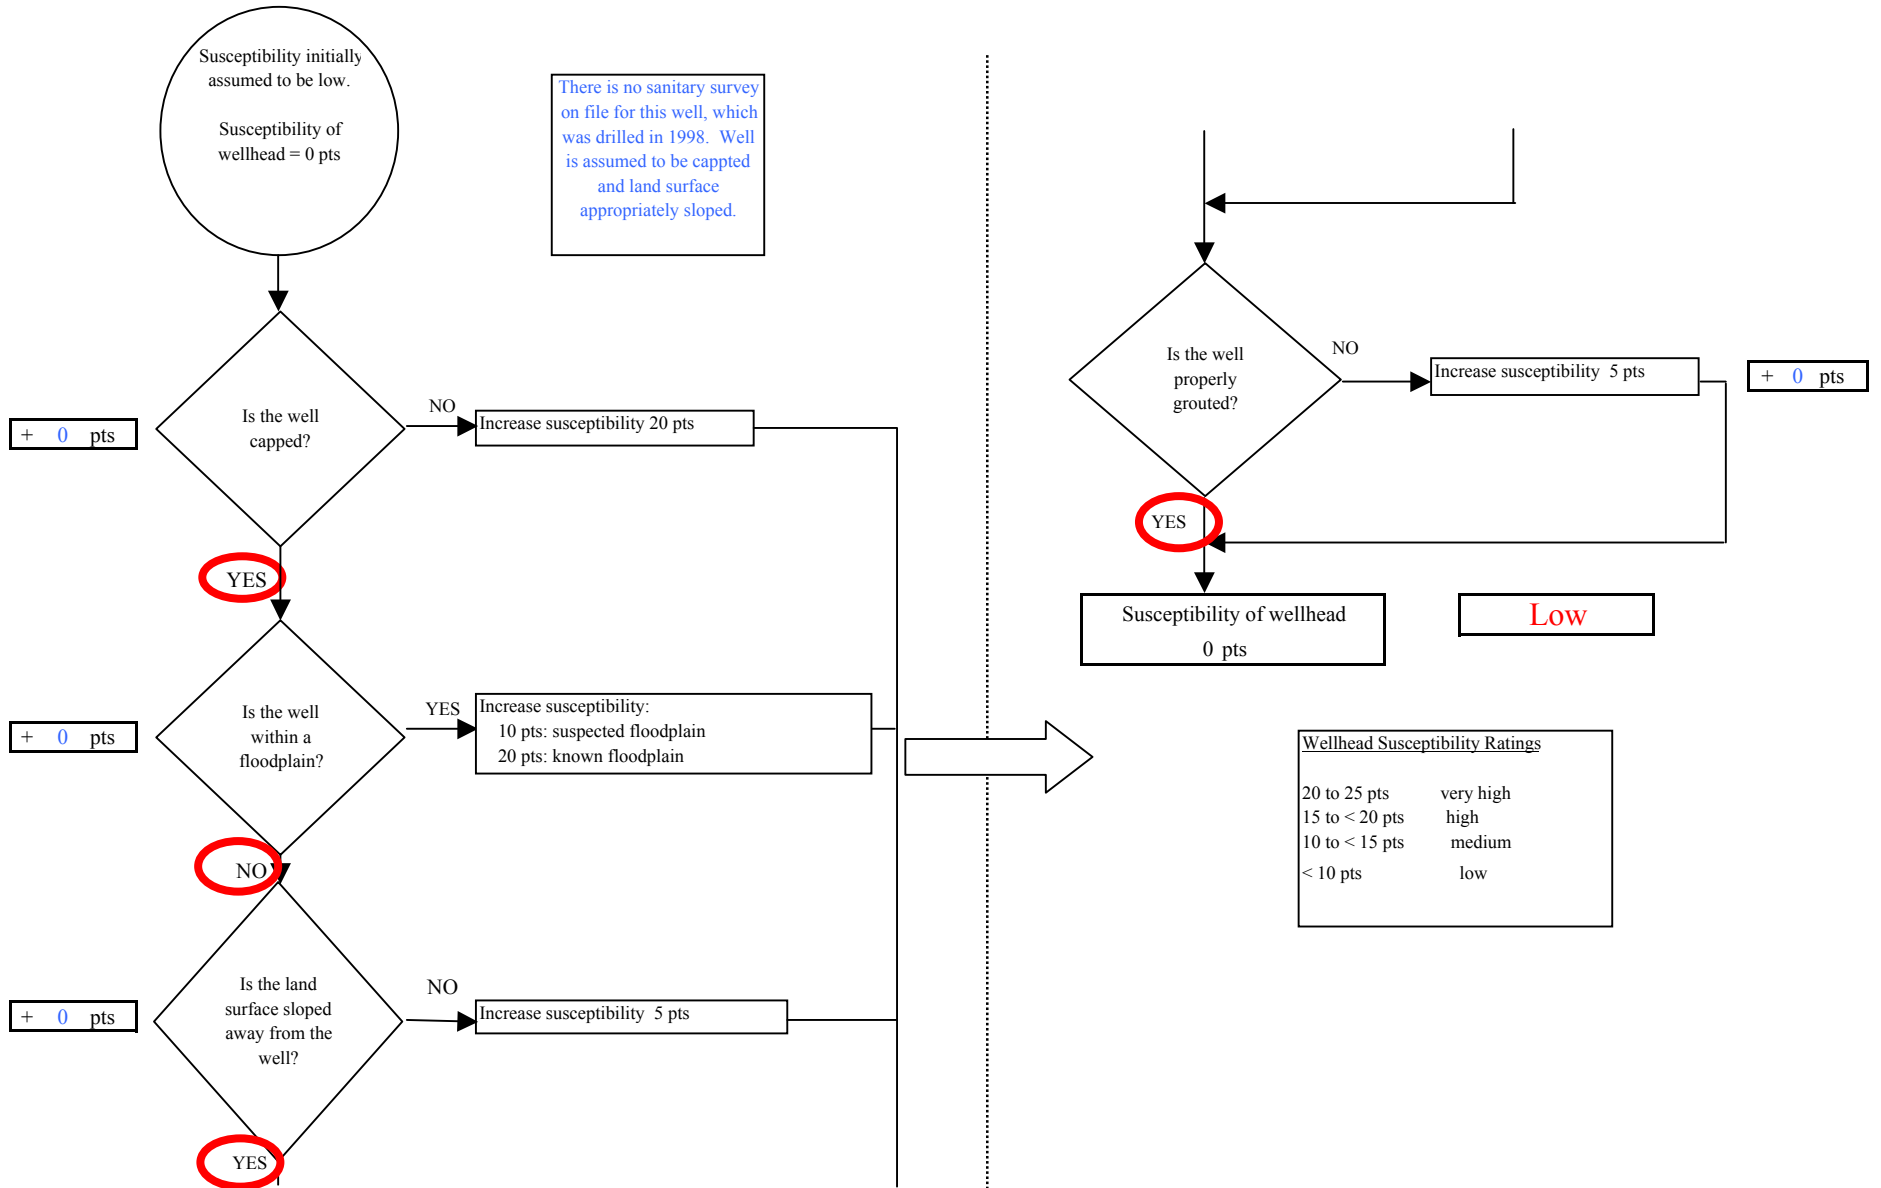 Susceptibility initially
assumed to be low.
Susceptibility of
wellhead = 0 pts
There is no sanitary survey
on file for this well, which
was drilled in 1998. Well
is assumed to be cappted
and land surface
appropriately sloped.
+ 0 pts
Is the well
capped?
NO
Increase susceptibility 20 pts
YES
+ 0 pts
Is the well
within a
floodplain?
YES
Increase susceptibility:
10 pts: suspected floodplain
20 pts: known floodplain
NO
+ 0 pts
Is the land
surface sloped
away from the
well?
NO
Increase susceptibility 5 pts
YES
Is the well
properly
grouted?
NO
Increase susceptibility 5 pts
+ 0 pts
YES
Susceptibility of wellhead
0 pts
Low
Wellhead Susceptibility Ratings
20 to 25 pts very high
15 to < 20 pts high
10 to < 15 pts medium
< 10 pts low